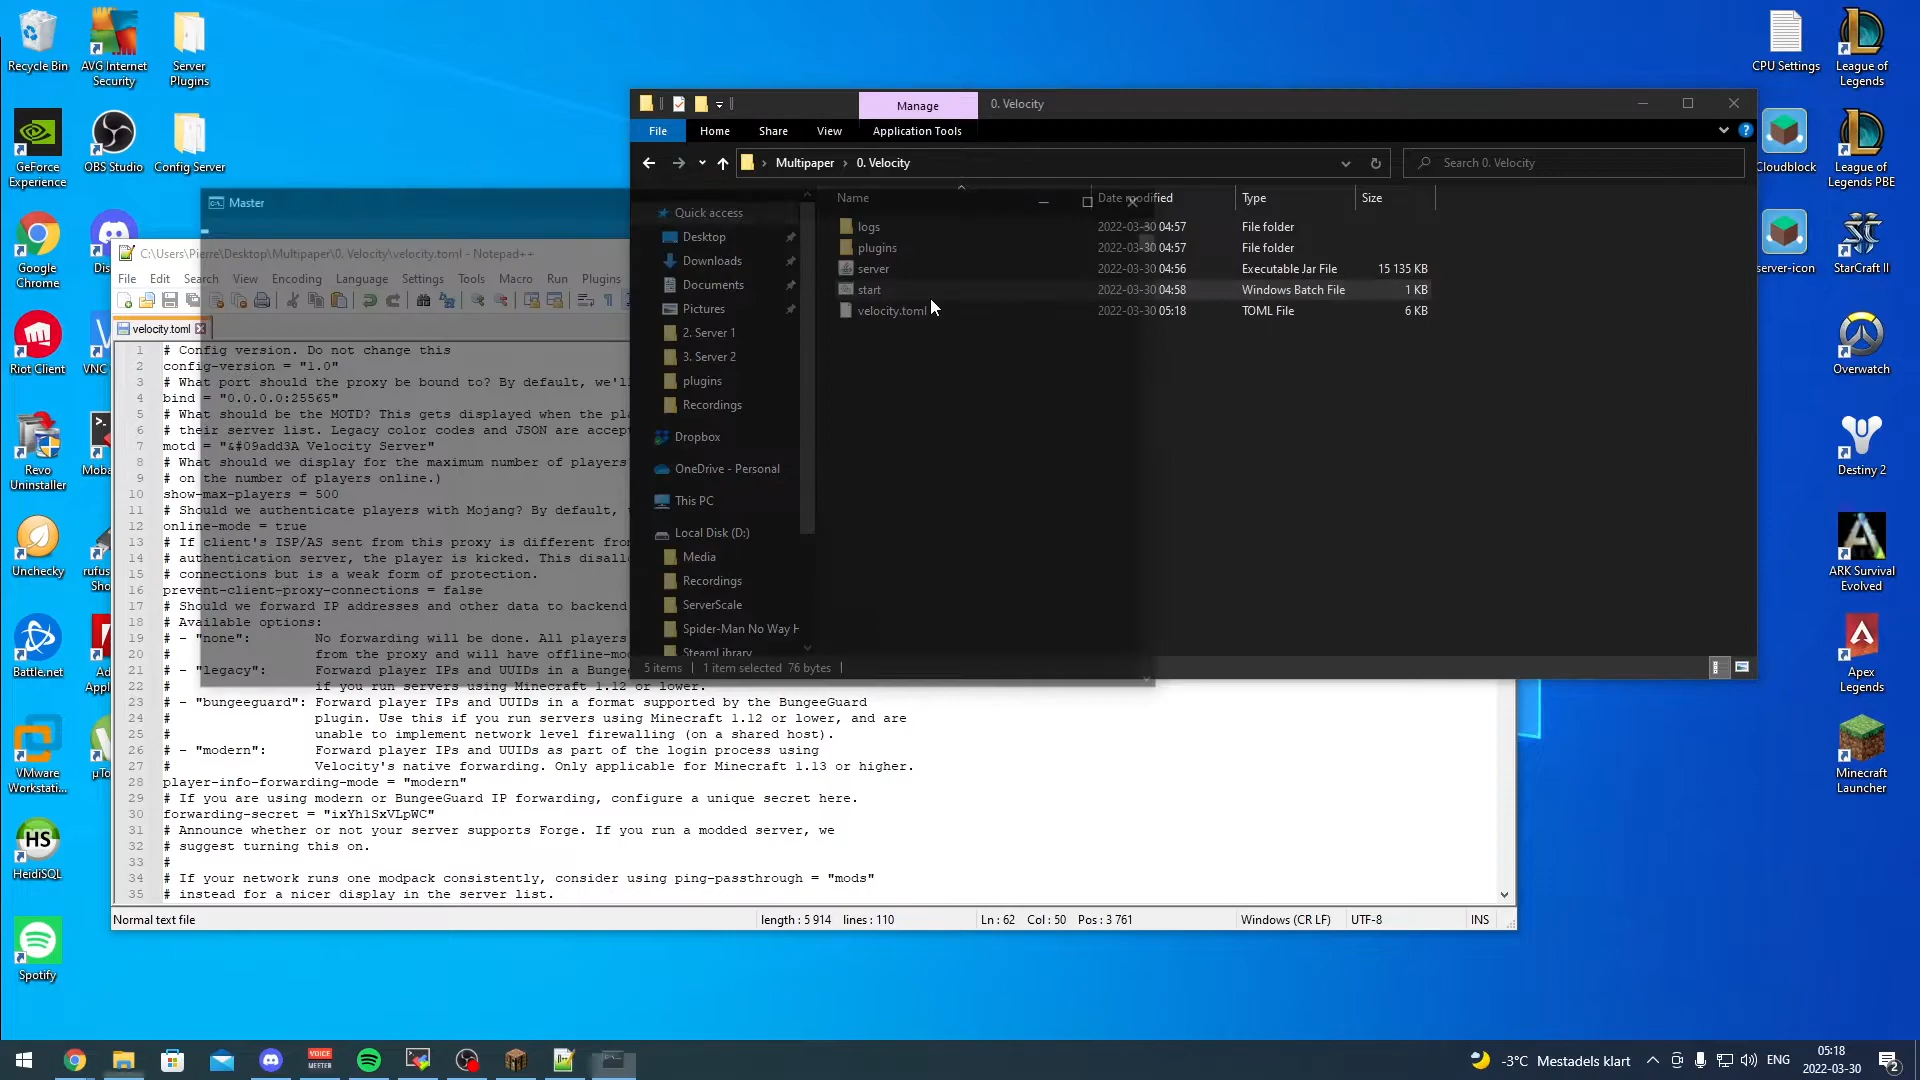 Recycle Bin
AVG Internet Security
Server Plugins
GeForce Experience
OBS Studio
Config Server
Google Chrome
Dis
Riot Client
VNC
Revo Uninstaller
Moba
Unchecky
rufus
Sho
Battle.net
Ad
Appl
VMware Workstati...
µTo
HeidiSQL
Spotify
CPU Settings
League of Legends
Cloudblock
League of Legends PBE
server-icon
StarCraft II
Overwatch
Destiny 2
ARK Survival Evolved
Apex Legends
Minecraft Launcher
Manage
0. Velocity
File
Home
Share
View
Application Tools
Multipaper
0. Velocity
Search 0. Velocity
Name
Date modified
Type
Size
logs 2022-03-30 04:57 File folder
plugins 2022-03-30 04:57 File folder
server 2022-03-30 04:56 Executable Jar File 15 135 KB
start 2022-03-30 04:58 Windows Batch File 1 KB
velocity.toml 2022-03-30 05:18 TOML File 6 KB
Quick access
Desktop
Downloads
Documents
Pictures
2. Server 1
3. Server 2
plugins
Recordings
Dropbox
OneDrive - Personal
This PC
Local Disk (D:)
Media
Recordings
ServerScale
Spider-Man No Way H
SteamLibrary
5 items
1 item selected 76 bytes
Master
C:\Users\Pierre\Desktop\Multipaper\0. Velocity\velocity.toml - Notepad++
File Edit Search View Encoding Language Settings Tools Macro Run Plugins
velocity.toml
1 # Config version. Do not change this
2 config-version = "1.0"
3 # What port should the proxy be bound to? By default, we'l
4 bind = "0.0.0.0:25565"
5 # What should be the MOTD? This gets displayed when the pla
6 # their server list. Legacy color codes and JSON are accep
7 motd = "&#09add3A Velocity Server"
8 # What should we display for the maximum number of players
9 # on the number of players online.)
10 show-max-players = 500
11 # Should we authenticate players with Mojang? By default,
12 online-mode = true
13 # If client's ISP/AS sent from this proxy is different fro
14 # authentication server, the player is kicked. This disall
15 # connections but is a weak form of protection.
16 prevent-client-proxy-connections = false
17 # Should we forward IP addresses and other data to backend
18 # Available options:
19 # - "none": No forwarding will be done. All players
20 # from the proxy and will have offline-mo
21 # - "legacy": Forward player IPs and UUIDs in a Bunge
22 # if you run servers using Minecraft 1.12 or lower.
23 # - "bungeeguard": Forward player IPs and UUIDs in a format supported by the BungeeGuard
24 # plugin. Use this if you run servers using Minecraft 1.12 or lower, and are
25 # unable to implement network level firewalling (on a shared host).
26 # - "modern": Forward player IPs and UUIDs as part of the login process using
27 # Velocity's native forwarding. Only applicable for Minecraft 1.13 or higher.
28 player-info-forwarding-mode = "modern"
29 # If you are using modern or BungeeGuard IP forwarding, configure a unique secret here.
30 forwarding-secret = "ixYh1SxVLpWC"
31 # Announce whether or not your server supports Forge. If you run a modded server, we
32 # suggest turning this on.
33 #
34 # If your network runs one modpack consistently, consider using ping-passthrough = "mods"
35 # instead for a nicer display in the server list.
Normal text file
length : 5 914 lines : 110
Ln : 62 Col : 50 Pos : 3 761
Windows (CR LF)
UTF-8
INS
VOICE MEETER
-3°C Mestadels klart
ENG
05:18
2022-03-30
2